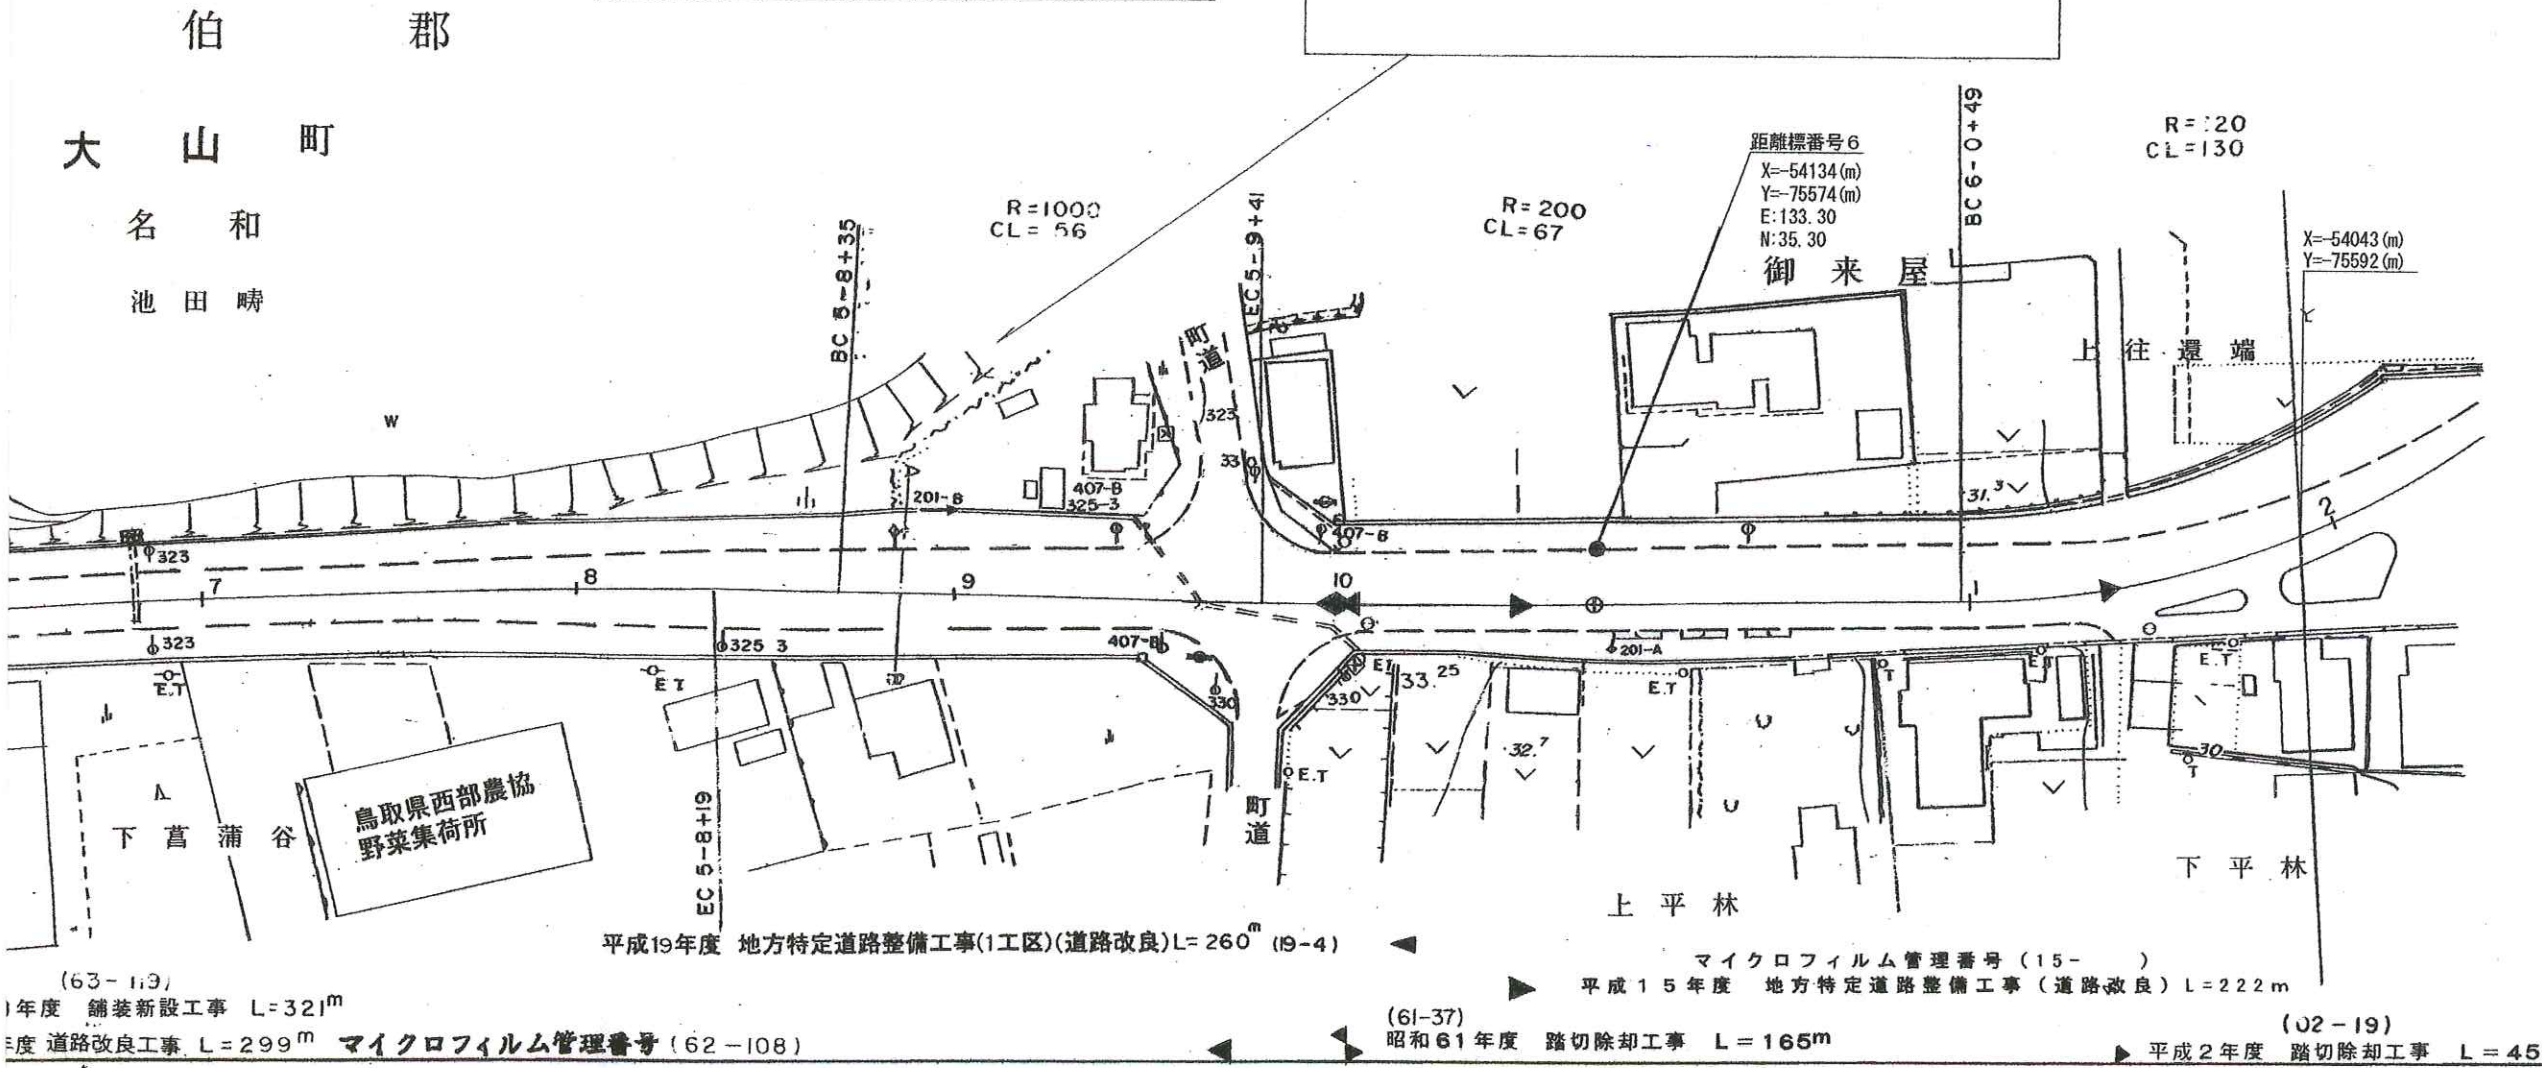 伯 郡
大 山 町
名 和
池 田 畴
W
BC 5-8+35
R=1000
CL= 56
EC 5-9+41
R=200
CL=67
距離標番号6
X=-54134(m)
Y=-75574(m)
E:133.30
N:35.30
御 来 屋
BC 6-0+49
CL=130
X=-54043(m)
Y=-75592(m)
上 往 還 端
町道
323
33
201-B
407-B
325-3
407-B
31.3
2
323
7
8
9
10
1
323
325 3
407-B
201-A
E.T
E T
330
330
33.25
E.T
E.T
T
E.T
32.7
30
T
E.T
町道
鳥取県西部農協
野菜集荷所
下 菖 蒲 谷
EC 5-8+19
上 平 林
下 平 林
平成19年度 地方特定道路整備工事(1工区)(道路改良)L=260m (19-4)
マイクロフィルム管理番号(15- )
平成15年度 地方特定道路整備工事(道路改良)L=222m
年度 舗装新設工事 L=321m
年度 道路改良工事 L=299m マイクロフィルム管理番号(62-108)
(61-37)
昭和61年度 踏切除却工事 L=165m
(02-19)
平成2年度 踏切除却工事 L=45